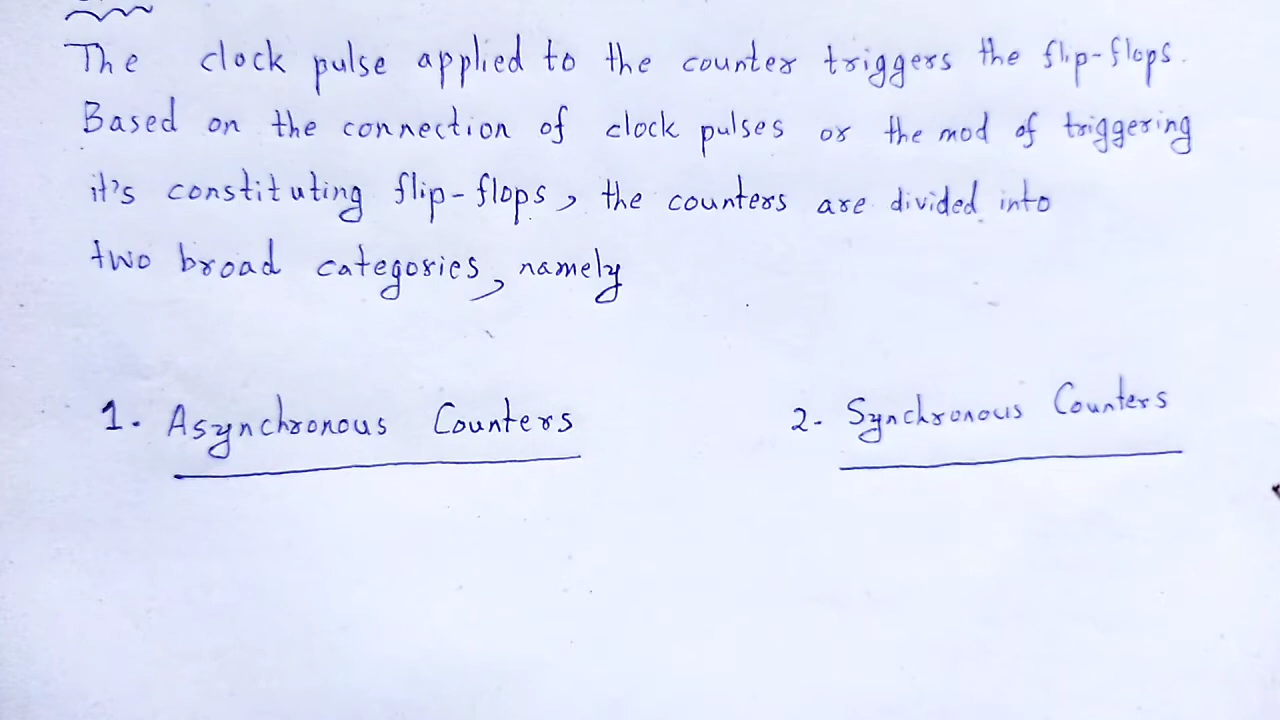 The clock pulse applied to the counter triggers the flip-flops.
Based on the connection of clock pulses or the mod of triggering
it's constituting flip-flops, the counters are divided into
two broad categories, namely
1. Asynchronous Counters 2. Synchronous Counters